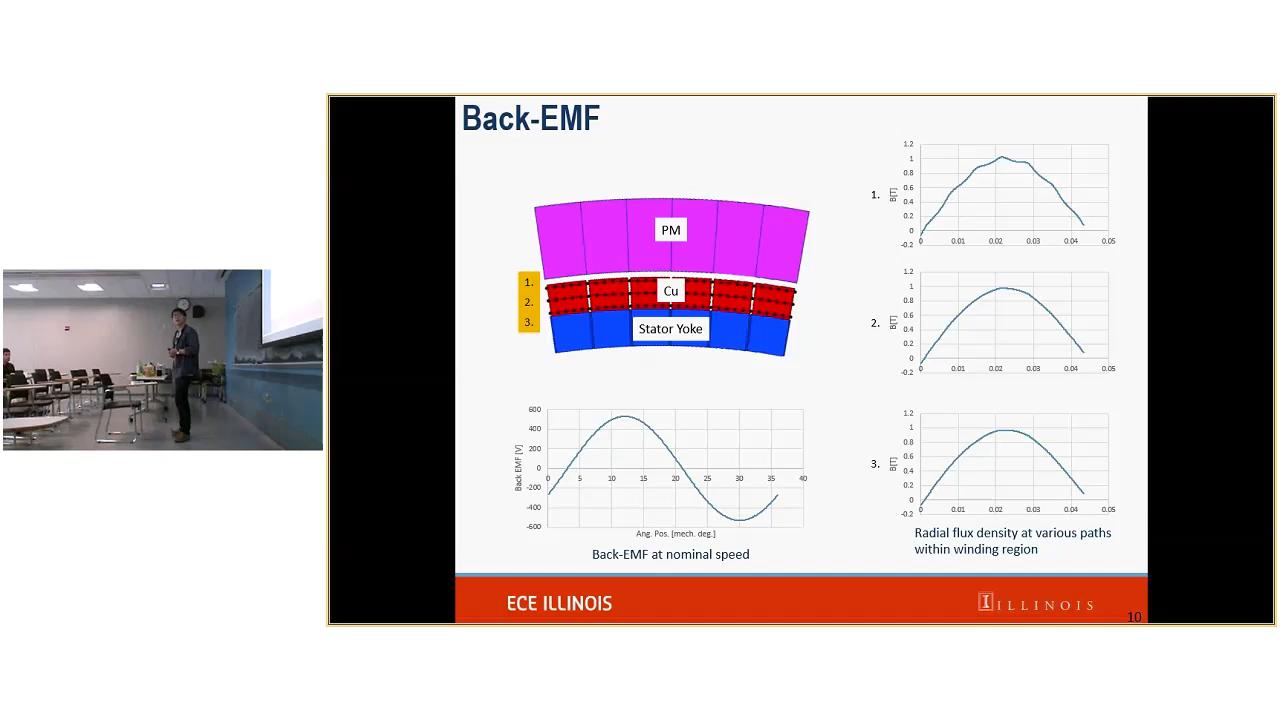 Back-EMF
PM
1.
2.
3.
Cu
Stator Yoke
600
400
200
0
-200
-400
-600
Back EMF [V]
0 5 10 15 20 25 30 35 40
Ang. Pos. [mech. deg.]
Back-EMF at nominal speed
1.
B[T]
1.2
1
0.8
0.6
0.4
0.2
0
-0.2
0 0.01 0.02 0.03 0.04 0.05
2.
B[T]
1.2
1
0.8
0.6
0.4
0.2
0
-0.2
0 0.01 0.02 0.03 0.04 0.05
3.
B[T]
1.2
1
0.8
0.6
0.4
0.2
0
-0.2
0 0.01 0.02 0.03 0.04 0.05
Radial flux density at various paths
within winding region
ECE ILLINOIS
I ILLINOIS
10